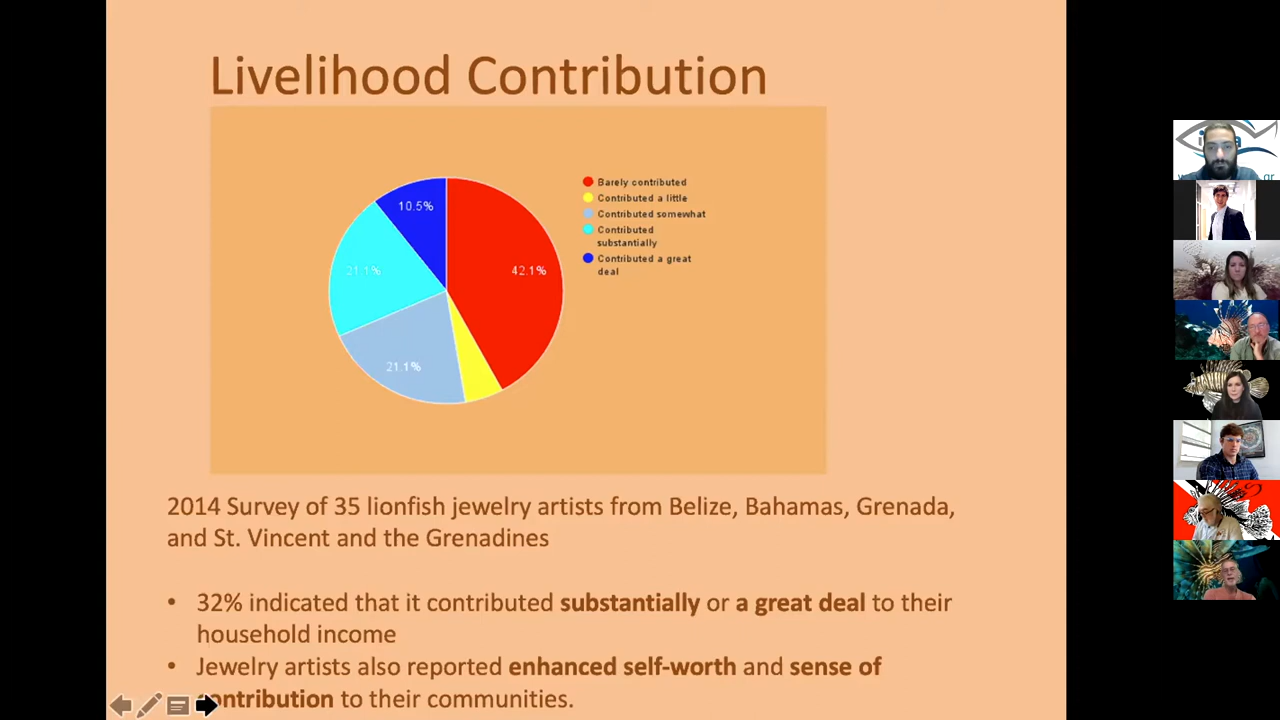 Livelihood Contribution
Barely contributed
Contributed a little
Contributed somewhat
Contributed
substantially
Contributed a great
deal
10.5%
21.1%
42.1%
21.1%
2014 Survey of 35 lionfish jewelry artists from Belize, Bahamas, Grenada,
and St. Vincent and the Grenadines
• 32% indicated that it contributed substantially or a great deal to their
household income
• Jewelry artists also reported enhanced self-worth and sense of
ontribution to their communities.